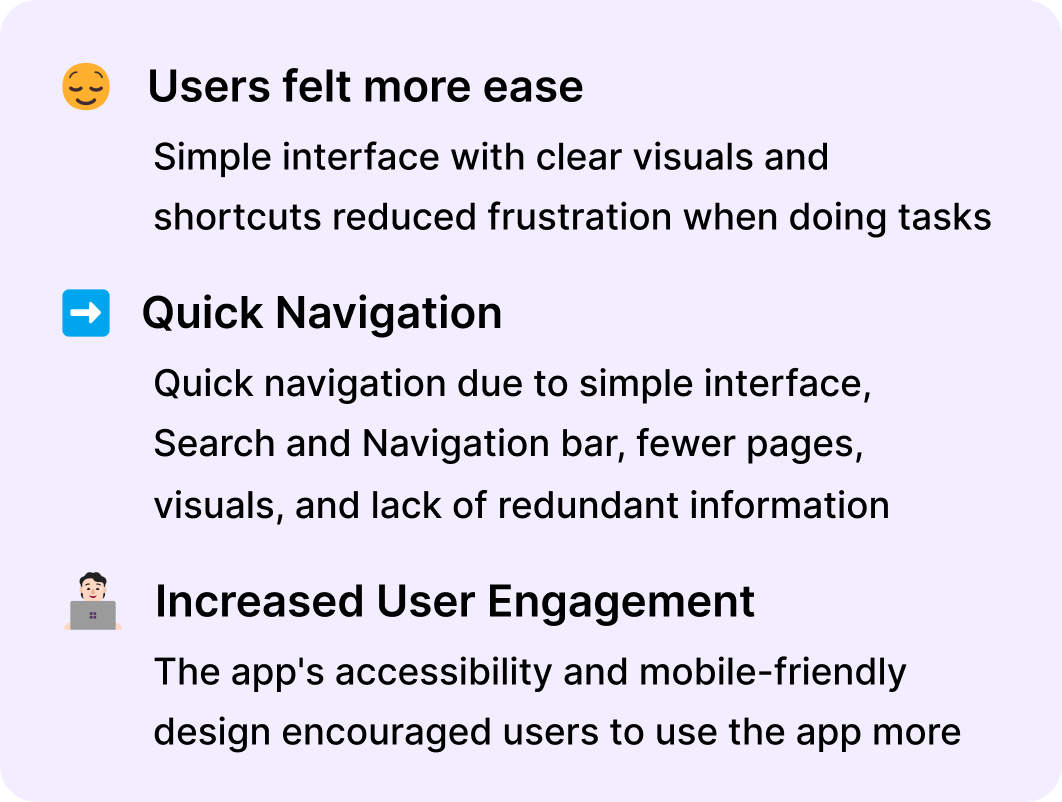 Users felt more ease
Simple interface with clear visuals and
shortcuts reduced frustration when doing tasks
Quick Navigation
Quick navigation due to simple interface,
Search and Navigation bar, fewer pages,
visuals, and lack of redundant information
Increased User Engagement
The app's accessibility and mobile-friendly
design encouraged users to use the app more